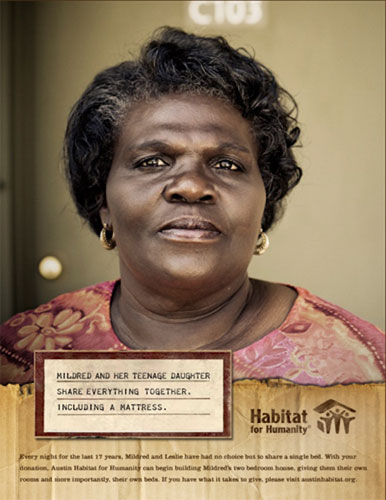 C103
MILDRED AND HER TEENAGE DAUGHTER
SHARE EVERYTHING TOGETHER.
INCLUDING A MATTRESS.
Habitat
for Humanity®
Every night for the last 17 years, Mildred and Leslie have had no choice but to share a single bed. With your
donation, Austin Habitat for Humanity can begin building Mildred's two bedroom house, giving them their own
rooms and more importantly, their own beds. If you have what it takes to give, please visit austinhabitat.org.